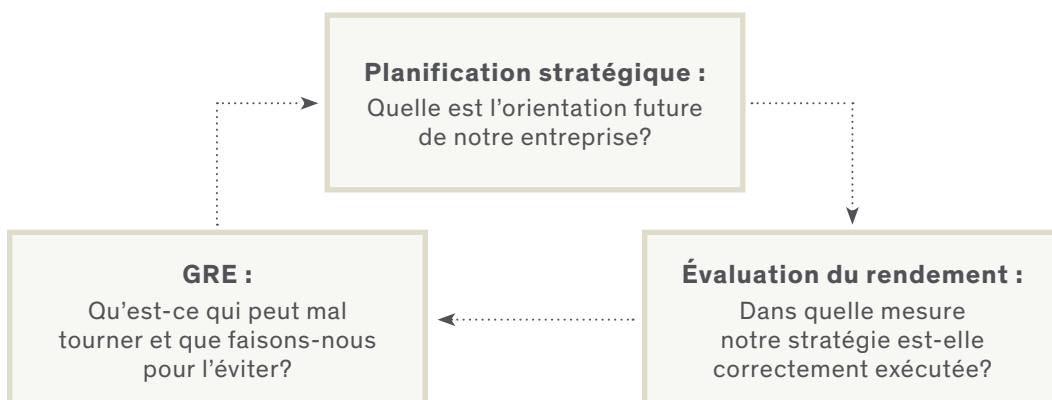 Planification stratégique :
Quelle est l'orientation future
de notre entreprise?
GRE :
Qu'est-ce qui peut mal
tourner et que faisons-nous
pour l'éviter?
Évaluation du rendement :
Dans quelle mesure
notre stratégie est-elle
correctement exécutée?